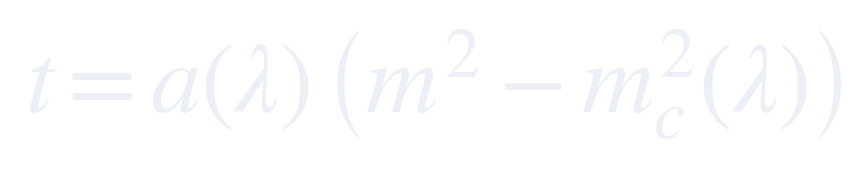 t = a(λ) (m² − m_c²(λ))